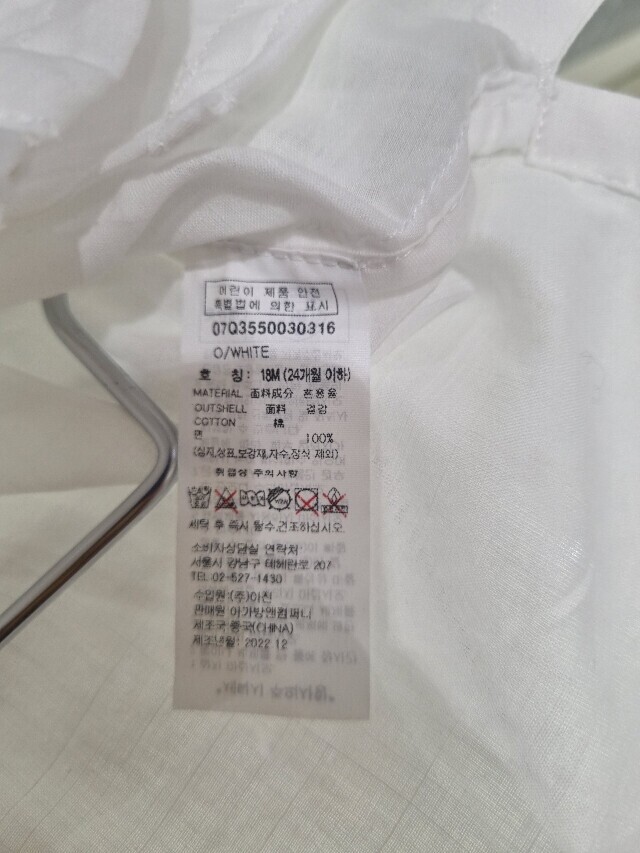 어린이 제품 안전
특별법에 의한 표시
07Q3550030316
O/WHITE
호 칭: 18M (24개월 이하)
MATERIAL 面料成分 혼용율
OUTSHELL 面料 겉감
COTTON 棉
면 100%
(심지,상표,보강재,자수,장식 제외)
취급상 주의사항
세탁 후 즉시 탈수,건조하십시오.
소비자상담실 연락처
서울시 강남구 테헤란로 207
TEL 02-527-1430
수입원:(주)아진
판매원 아가방앤컴퍼니
제조국:중국(CHINA)
제조년월: 2022 12